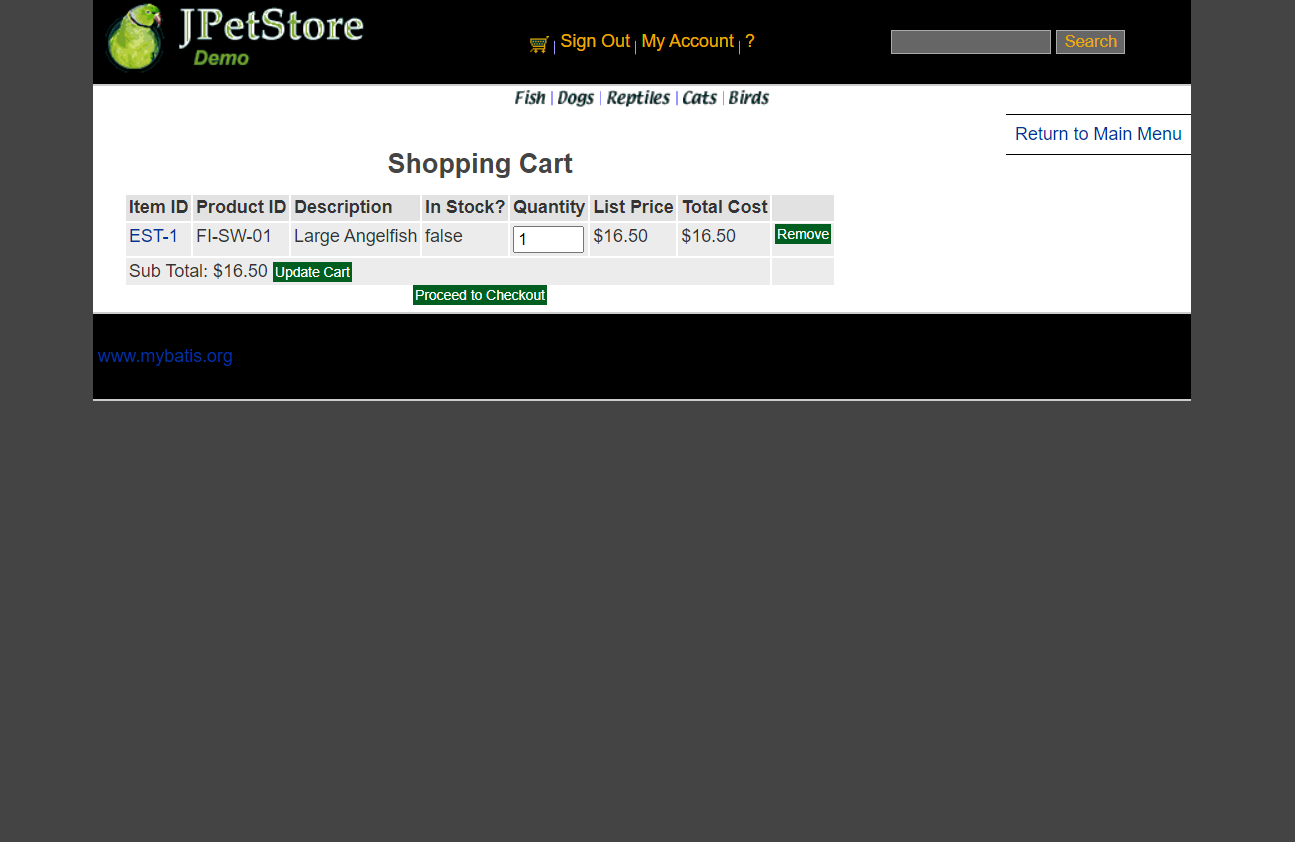 JPetStore
Demo
Sign Out | My Account | ?
Search
Fish | Dogs | Reptiles | Cats | Birds
Return to Main Menu
Shopping Cart
Item ID Product ID Description In Stock? Quantity List Price Total Cost
EST-1 FI-SW-01 Large Angelfish false 1 $16.50 $16.50 Remove
Sub Total: $16.50 Update Cart
Proceed to Checkout
www.mybatis.org